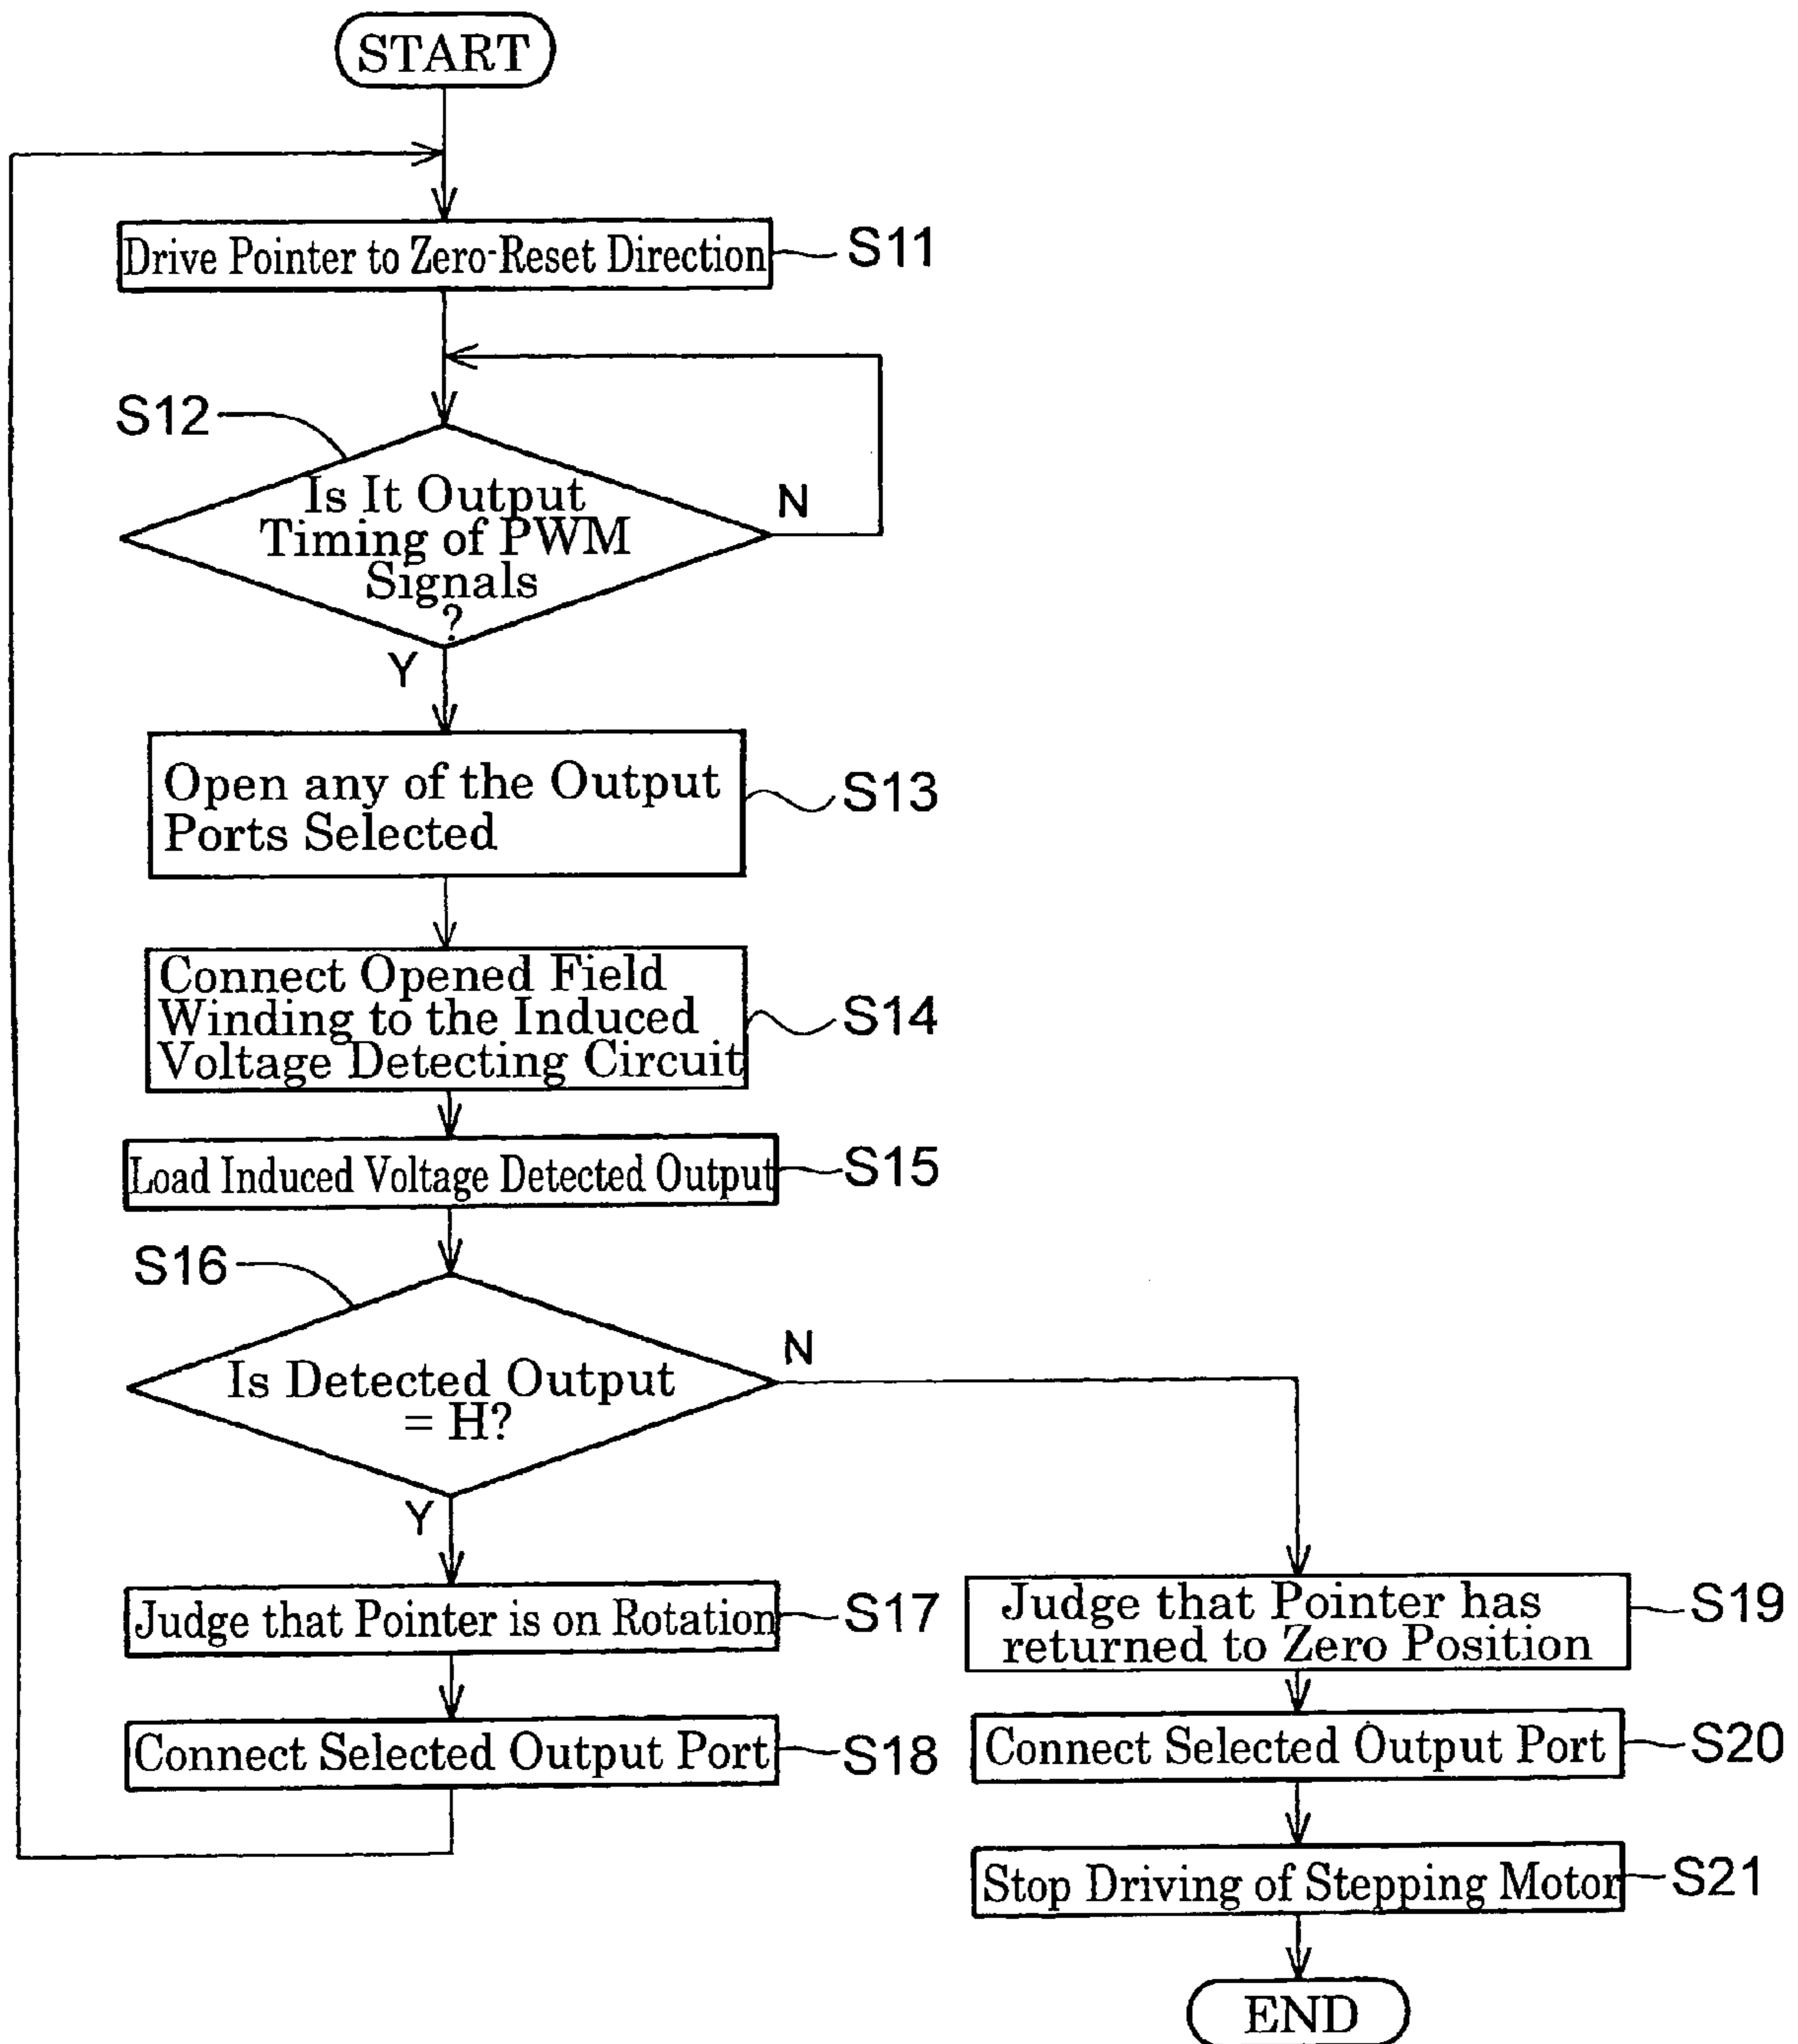 START
Drive Pointer to Zero-Reset Direction
S11
S12
Is It Output
Timing of PWM
Signals
?
N
Y
Open any of the Output
Ports Selected
S13
Connect Opened Field
Winding to the Induced
Voltage Detecting Circuit
S14
Load Induced Voltage Detected Output
S15
S16
Is Detected Output
= H?
N
Y
Judge that Pointer is on Rotation
S17
Connect Selected Output Port
S18
Judge that Pointer has
returned to Zero Position
S19
Connect Selected Output Port
S20
Stop Driving of Stepping Motor
S21
END